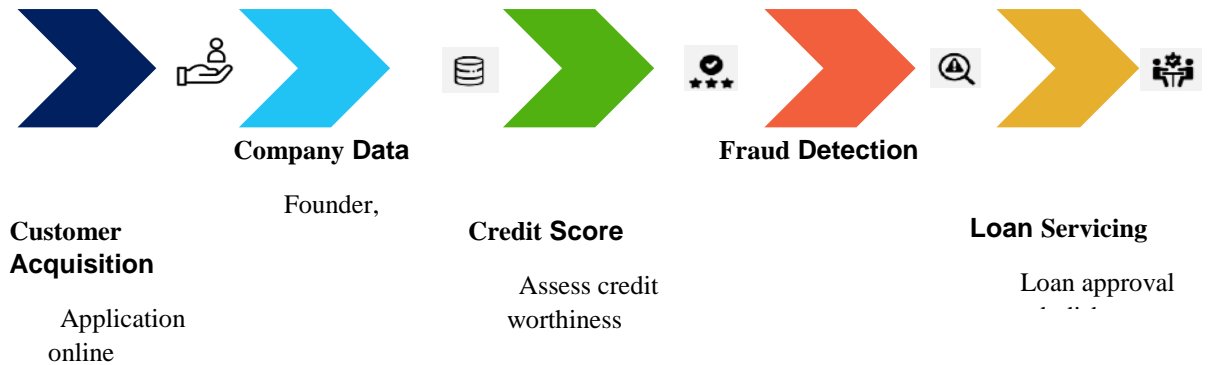 Company Data
Founder,
Customer
Acquisition
Application
online
Credit Score
Assess credit
worthiness
Fraud Detection
Loan Servicing
Loan approval